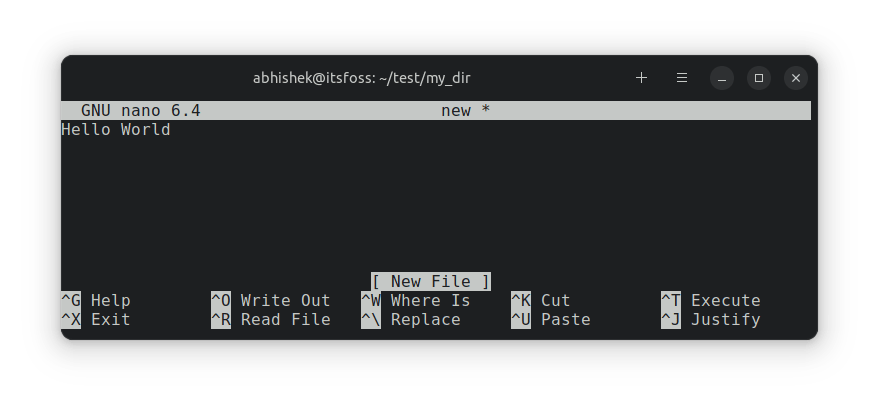 abhishek@itsfoss: ~/test/my_dir
GNU nano 6.4 new *
Hello World
[ New File ]
^G Help ^O Write Out ^W Where Is ^K Cut ^T Execute
^X Exit ^R Read File ^\ Replace ^U Paste ^J Justify